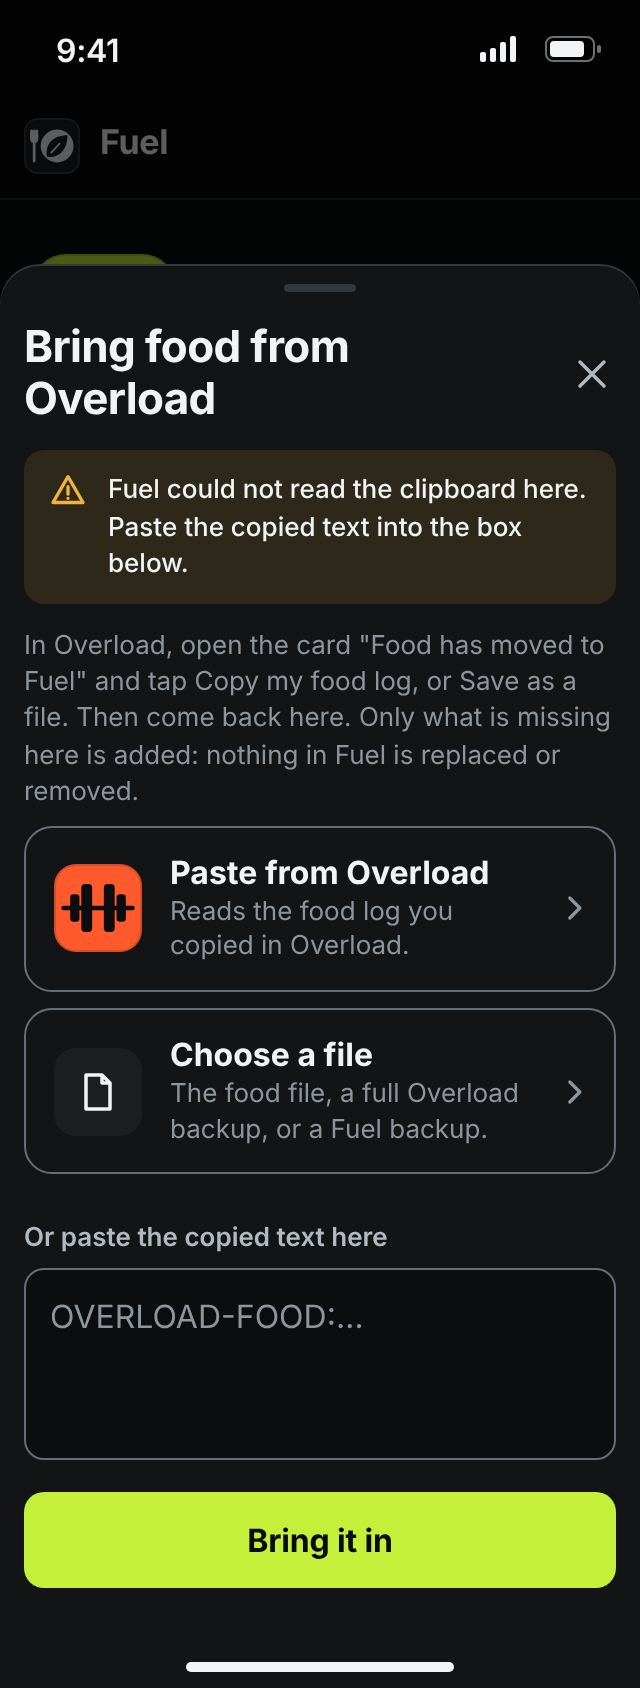 9:41
Fuel
Bring food from
Overload
Fuel could not read the clipboard here.
Paste the copied text into the box
below.
In Overload, open the card "Food has moved to
Fuel" and tap Copy my food log, or Save as a
file. Then come back here. Only what is missing
here is added: nothing in Fuel is replaced or
removed.
Paste from Overload
Reads the food log you
copied in Overload.
Choose a file
The food file, a full Overload
backup, or a Fuel backup.
Or paste the copied text here
OVERLOAD-FOOD:...
Bring it in